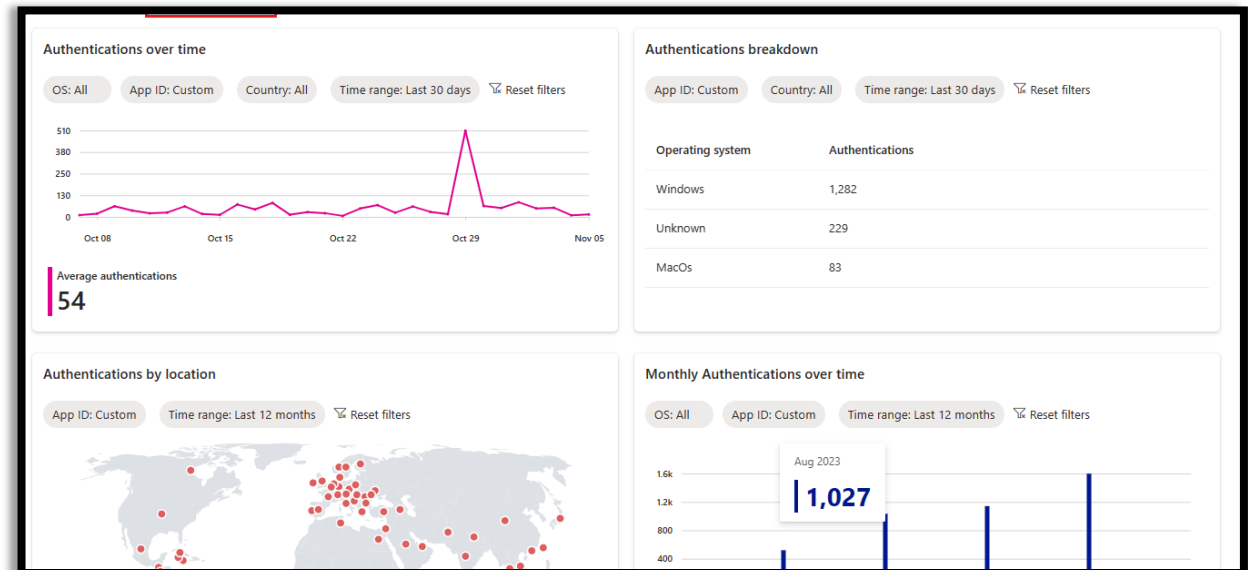 Authentications over time
OS: All App ID: Custom Country: All Time range: Last 30 days Reset filters
510
380
250
130
0
Oct 08 Oct 15 Oct 22 Oct 29 Nov 05
Average authentications
54
Authentications breakdown
App ID: Custom Country: All Time range: Last 30 days Reset filters
Operating system Authentications
Windows 1,282
Unknown 229
MacOs 83
Authentications by location
App ID: Custom Time range: Last 12 months Reset filters
Monthly Authentications over time
OS: All App ID: Custom Time range: Last 12 months Reset filters
Aug 2023
1,027
1.6k
1.2k
800
400